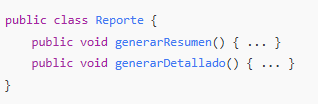 public class Reporte {
    public void generarResumen() { ... }
    public void generarDetallado() { ... }
}